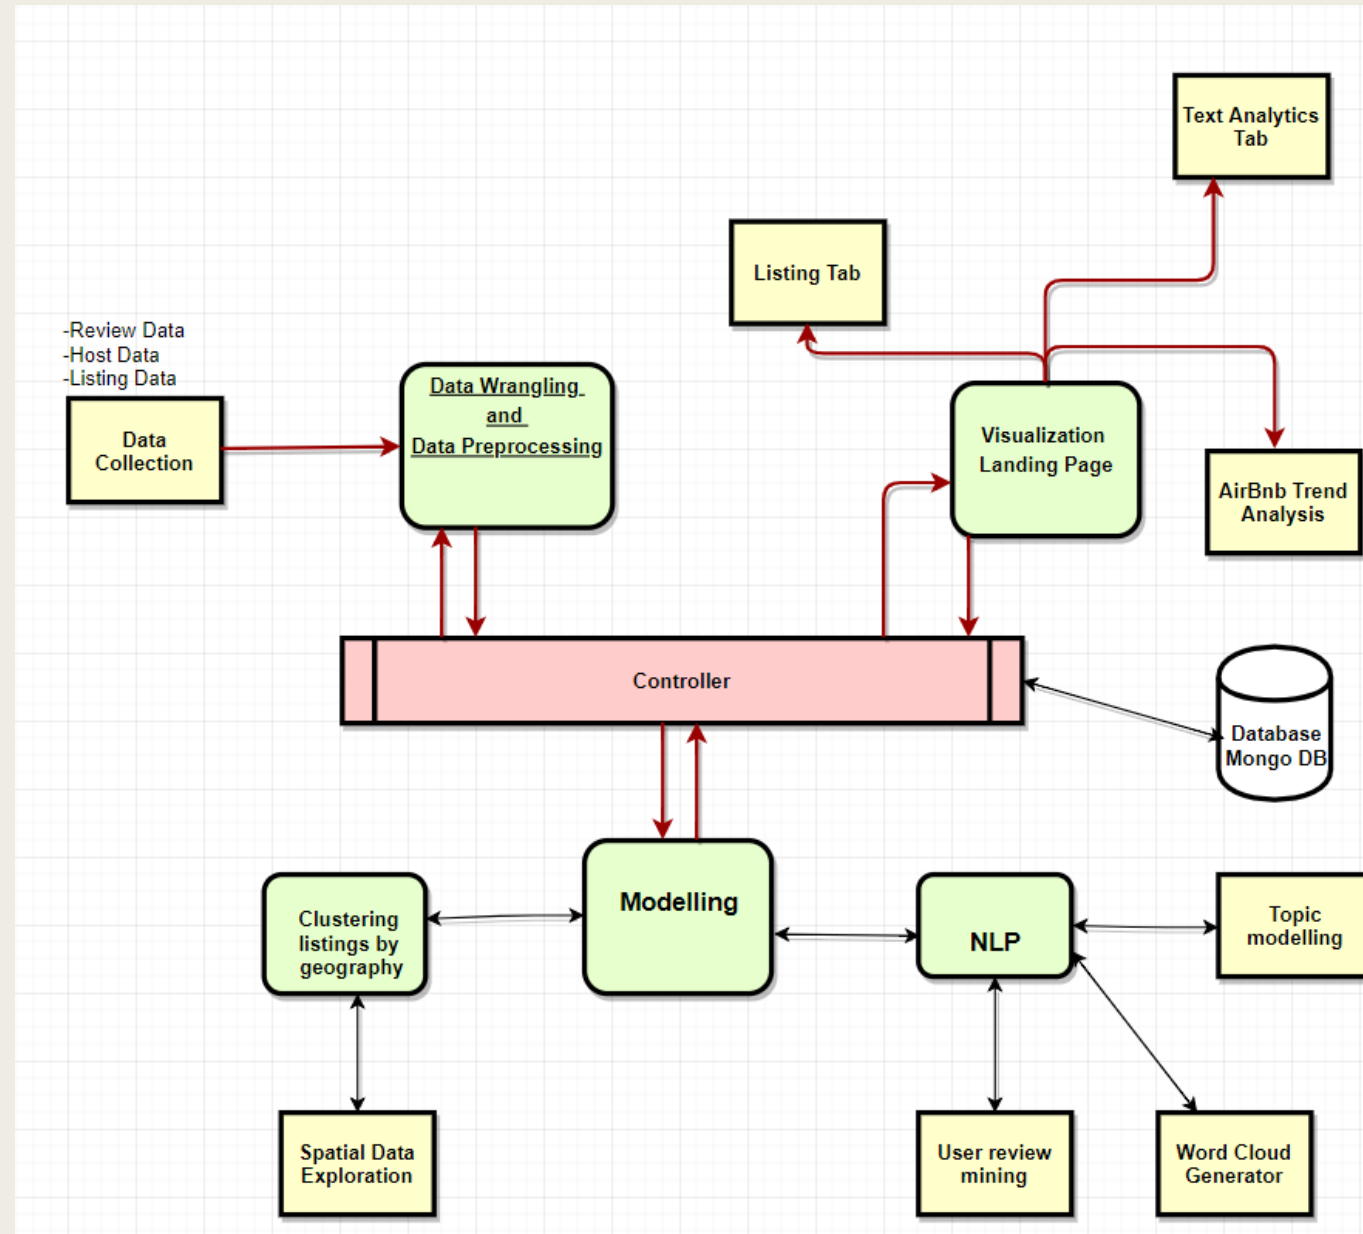 Text Analytics
Tab
Listing Tab
-Review Data
-Host Data
-Listing Data
Data
Collection
Data Wrangling
and
Data Preprocessing
Visualization
Landing Page
AirBnb Trend
Analysis
Controller
Database
Mongo DB
Modelling
Clustering
listings by
geography
NLP
Topic
modelling
Spatial Data
Exploration
User review
mining
Word Cloud
Generator